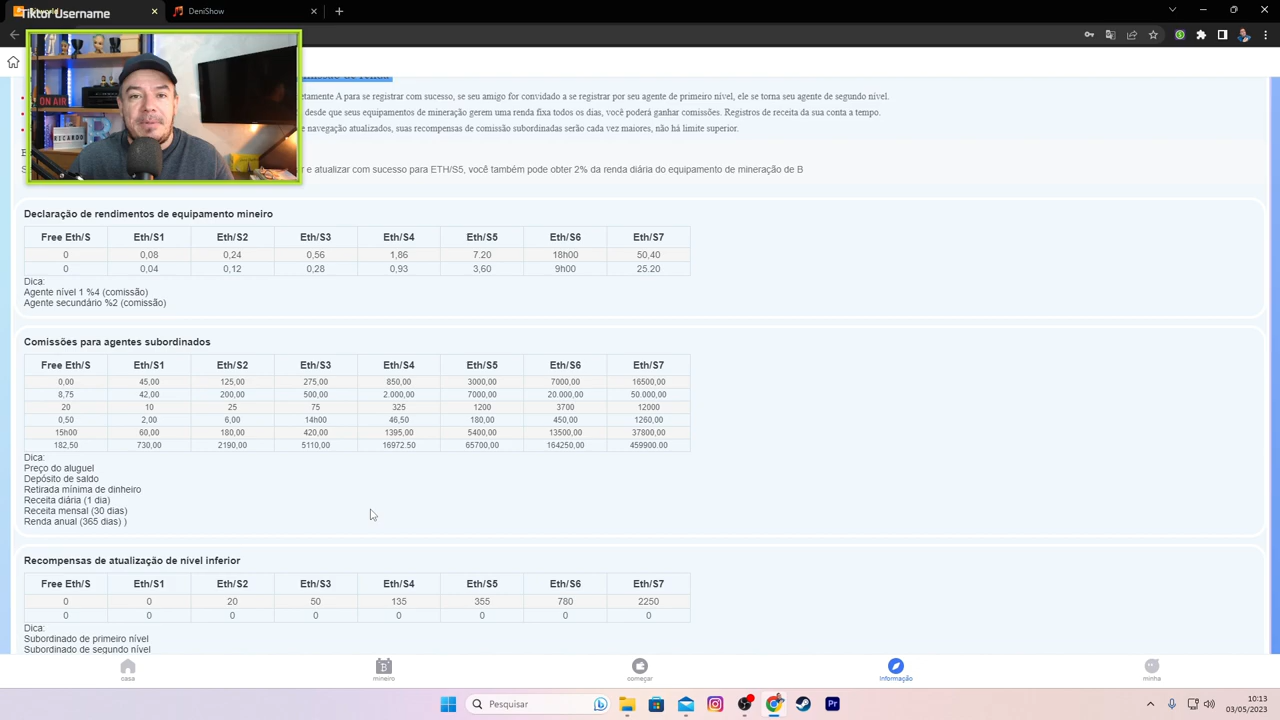 Tiktok UserSS
DeniShow
ON AIR
RICARDO
missão de renda
etamente A para se registrar com sucesso, se seu amigo for convidado a se registrar por seu agente de primeiro nível, ele se torna seu agente de segundo nível.
desde que seus equipamentos de mineração gerem uma renda fixa todos os dias, você poderá ganhar comissões. Registros de receita da sua conta a tempo.
e navegação atualizados, suas recompensas de comissão subordinadas serão cada vez maiores, não há limite superior.
r e atualizar com sucesso para ETH/S5, você também pode obter 2% da renda diária do equipamento de mineração de B
Declaração de rendimentos de equipamento mineiro
Free Eth/S Eth/S1 Eth/S2 Eth/S3 Eth/S4 Eth/S5 Eth/S6 Eth/S7
0 0,08 0,24 0,56 1,86 7.20 18h00 50,40
0 0,04 0,12 0,28 0,93 3,60 9h00 25.20
Dica:
Agente nível 1 %4 (comissão)
Agente secundário %2 (comissão)
Comissões para agentes subordinados
Free Eth/S Eth/S1 Eth/S2 Eth/S3 Eth/S4 Eth/S5 Eth/S6 Eth/S7
0,00 45,00 125,00 275,00 850,00 3000,00 7000,00 16500,00
8,75 42,00 200,00 500,00 2.000,00 7000,00 20.000,00 50.000,00
20 10 25 75 325 1200 3700 12000
0,50 2,00 6,00 14h00 46,50 180,00 450,00 1260,00
15h00 60,00 180,00 420,00 1395,00 5400,00 13500,00 37800,00
182,50 730,00 2190,00 5110,00 16972.50 65700,00 164250,00 459900.00
Dica:
Preço do aluguel
Depósito de saldo
Retirada mínima de dinheiro
Receita diária (1 dia)
Receita mensal (30 dias)
Renda anual (365 dias) )
Recompensas de atualização de nível inferior
Free Eth/S Eth/S1 Eth/S2 Eth/S3 Eth/S4 Eth/S5 Eth/S6 Eth/S7
0 0 20 50 135 355 780 2250
0 0 0 0 0 0 0 0
Dica:
Subordinado de primeiro nível
Subordinado de segundo nível
casa mineiro começar Informação minha
Pesquisar
10:13
03/05/2023